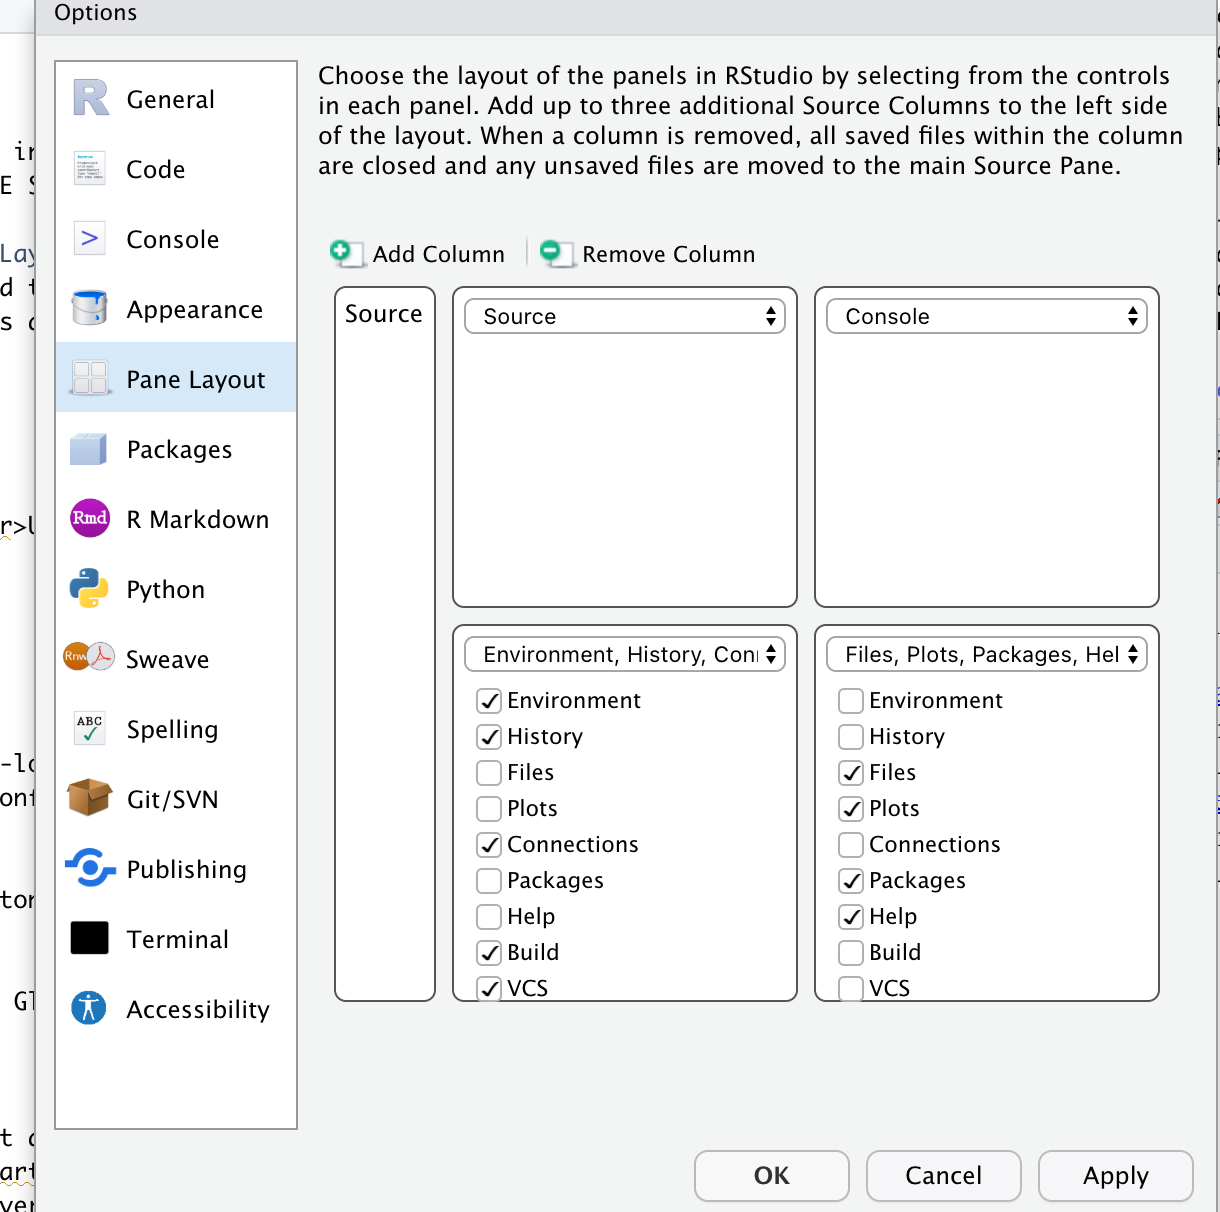 Options
General
Code
Console
Appearance
Pane Layout
Packages
R Markdown
Python
Sweave
Spelling
Git/SVN
Publishing
Terminal
Accessibility
Choose the layout of the panels in RStudio by selecting from the controls
in each panel. Add up to three additional Source Columns to the left side
of the layout. When a column is removed, all saved files within the column
are closed and any unsaved files are moved to the main Source Pane.
Add Column
Remove Column
Source
Source
Console
Environment, History, Con
Environment
History
Files
Plots
Connections
Packages
Help
Build
VCS
Files, Plots, Packages, Hel
Environment
History
Files
Plots
Connections
Packages
Help
Build
VCS
OK
Cancel
Apply
R
>
Rmd
Rnw
ABC